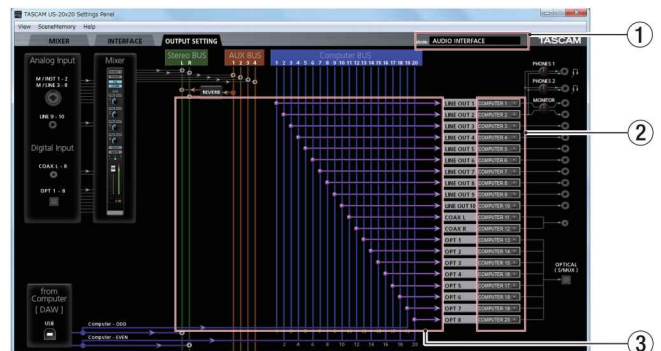 TASCAM US-20x20 Settings Panel
View SceneMemory Help
MIXER INTERFACE OUTPUT SETTING
Mode AUDIO INTERFACE
TASCAM
1
Analog Input
M / INST 1 - 2
M / LINE 3 - 8
LINE 9 - 10
Digital Input
COAX L - R
OPT 1 - 8
Mixer
Stereo BUS
L R
AUX BUS
1 2 3 4
Computer BUS
1 2 3 4 5 6 7 8 9 10 11 12 13 14 15 16 17 18 19 20
REVERB
PHONES 1
PHONES 2
MONITOR
LINE OUT 1 COMPUTER 1
LINE OUT 2 COMPUTER 2
2
LINE OUT 3 COMPUTER 3
LINE OUT 4 COMPUTER 4
LINE OUT 5 COMPUTER 5
LINE OUT 6 COMPUTER 6
LINE OUT 7 COMPUTER 7
LINE OUT 8 COMPUTER 8
LINE OUT 9 COMPUTER 9
LINE OUT 10 COMPUTER 10
COAX L COMPUTER 11
COAX R COMPUTER 12
OPT 1 COMPUTER 13
OPT 2 COMPUTER 14
OPT 3 COMPUTER 15
OPT 4 COMPUTER 16
OPT 5 COMPUTER 17
OPT 6 COMPUTER 18
OPT 7 COMPUTER 19
OPT 8 COMPUTER 20
OPTICAL
( S/MUX )
from
Computer
[ DAW ]
USB
Computer - ODD
Computer - EVEN
2 4 6 8 10 12 14 16 18 20
3